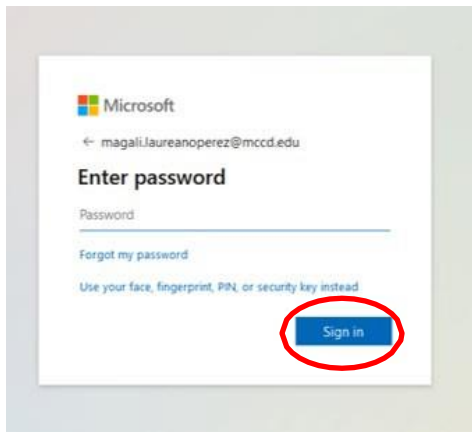 Microsoft
← magali.laureanoperez@mccd.edu
Enter password
Password
Forgot my password
Use your face, fingerprint, PIN, or security key instead
Sign in